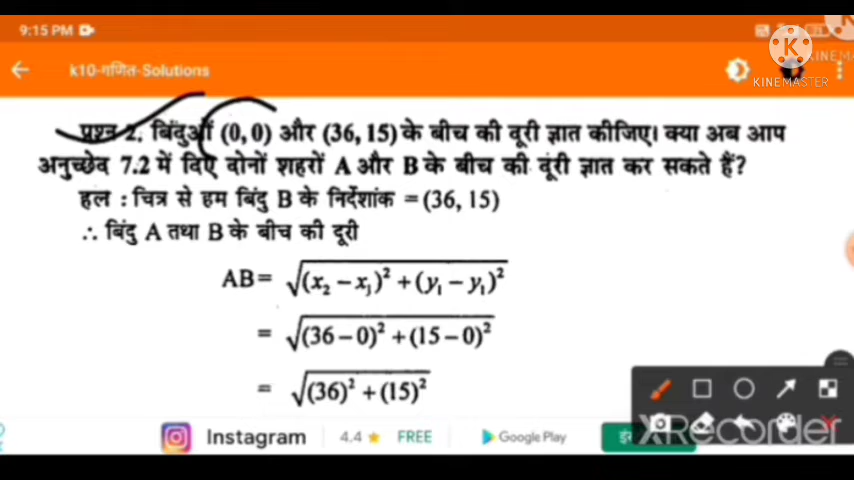 9:15 PM
KINEMASTER
k10-गणित-Solutions
प्रश्न 2. बिंदुओं (0, 0) और (36, 15) के बीच की दूरी ज्ञात कीजिए। क्या अब आप
अनुच्छेद 7.2 में दिए दोनों शहरों A और B के बीच की दूरी ज्ञात कर सकते हैं?
हल : चित्र से हम बिंदु B के निर्देशांक = (36, 15)
∴ बिंदु A तथा B के बीच की दूरी
AB = √(x₂ – x₁)² + (y₁ – y₁)²
= √(36 – 0)² + (15 – 0)²
= √(36)² + (15)²
Instagram 4.4 ★ FREE Google Play
XRecorder